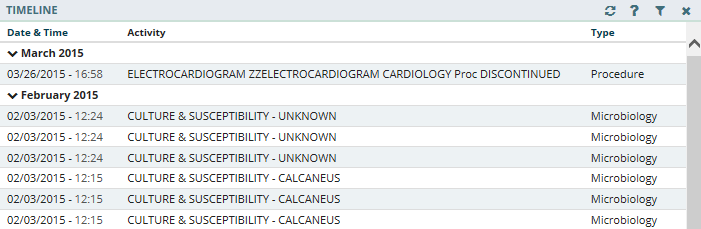 TIMELINE ?
Date & Time Activity Type
March 2015
03/26/2015 - 16:58 ELECTROCARDIOGRAM ZZELECTROCARDIOGRAM CARDIOLOGY Proc DISCONTINUED Procedure
February 2015
02/03/2015 - 12:24 CULTURE & SUSCEPTIBILITY - UNKNOWN Microbiology
02/03/2015 - 12:24 CULTURE & SUSCEPTIBILITY - UNKNOWN Microbiology
02/03/2015 - 12:24 CULTURE & SUSCEPTIBILITY - UNKNOWN Microbiology
02/03/2015 - 12:15 CULTURE & SUSCEPTIBILITY - CALCANEUS Microbiology
02/03/2015 - 12:15 CULTURE & SUSCEPTIBILITY - CALCANEUS Microbiology
02/03/2015 - 12:15 CULTURE & SUSCEPTIBILITY - CALCANEUS Microbiology